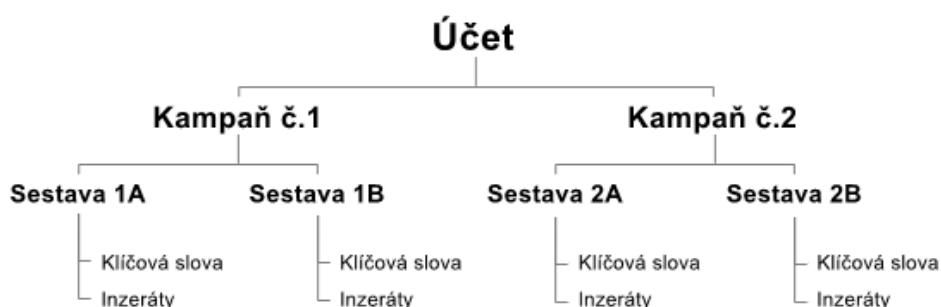 Účet
Kampaň č.1 Kampaň č.2
Sestava 1A Sestava 1B Sestava 2A Sestava 2B
Klíčová slova Klíčová slova Klíčová slova Klíčová slova
Inzeráty Inzeráty Inzeráty Inzeráty